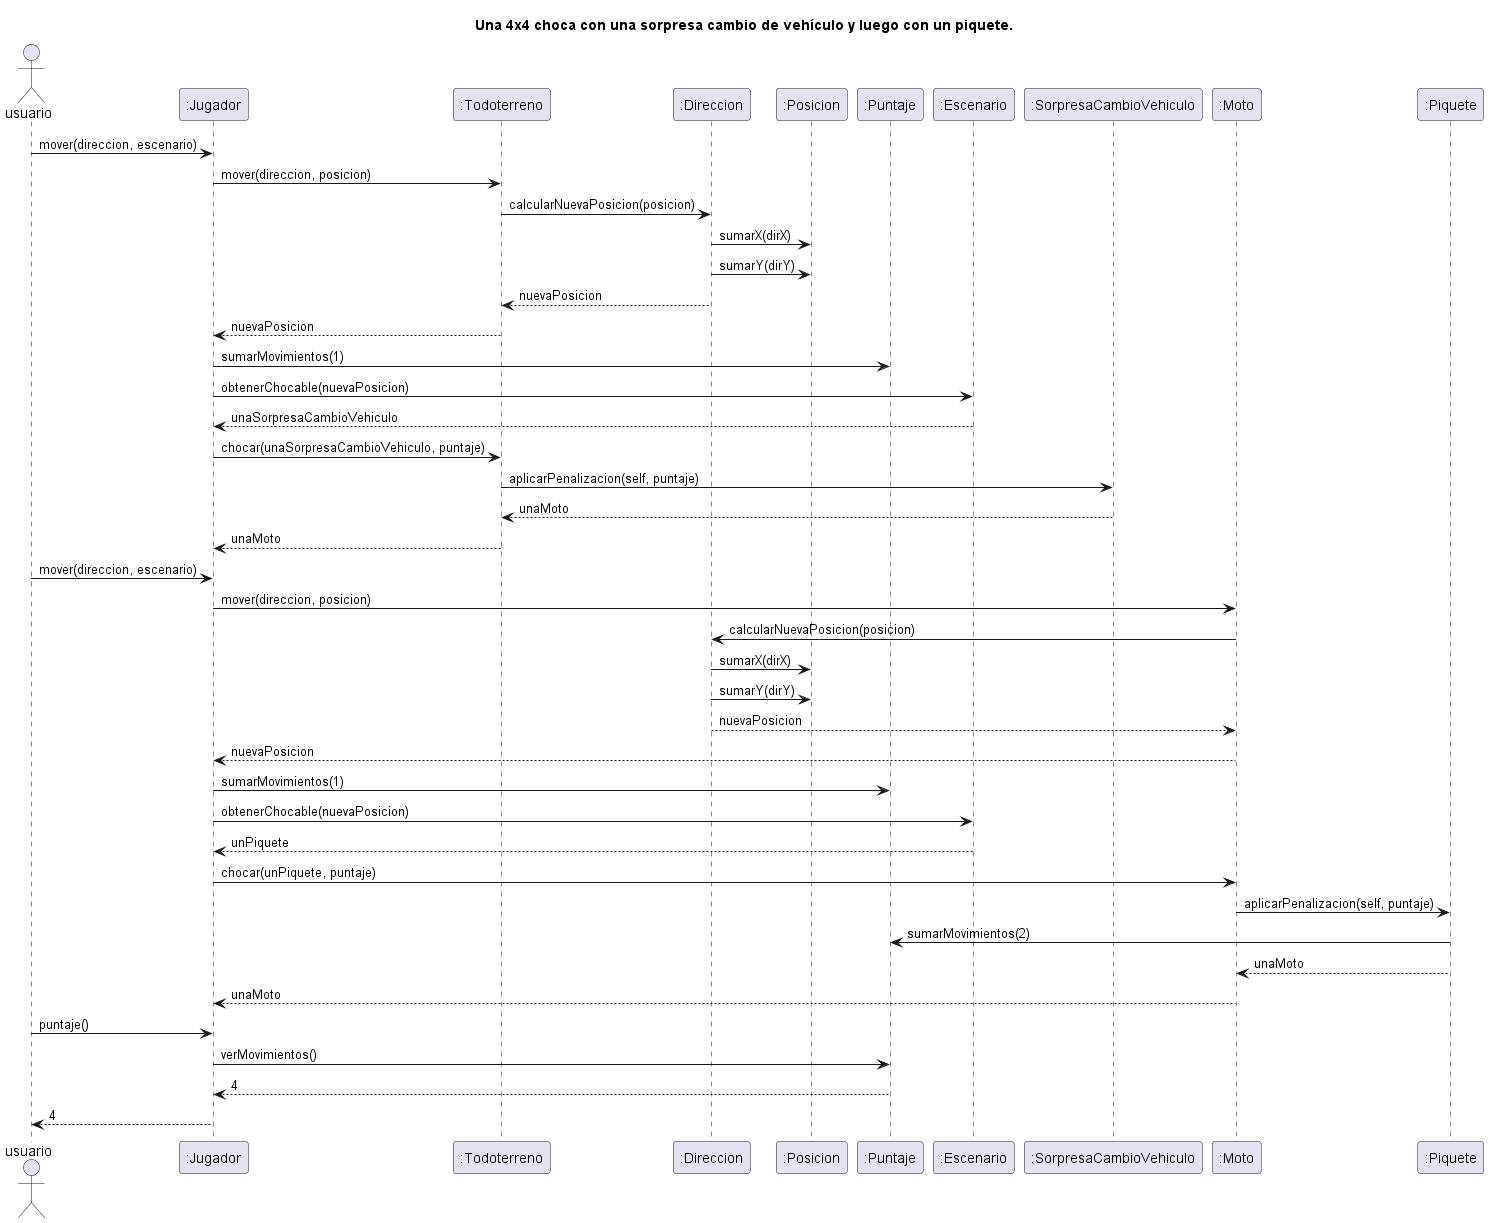 Una 4x4 choca con una sorpresa cambio de vehículo y luego con un piquete.
usuario
:Jugador
:Todoterreno
:Direccion
:Posicion
:Puntaje
:Escenario
:SorpresaCambioVehiculo
:Moto
:Piquete
mover(direccion, escenario)
mover(direccion, posicion)
calcularNuevaPosicion(posicion)
sumarX(dirX)
sumarY(dirY)
nuevaPosicion
nuevaPosicion
sumarMovimientos(1)
obtenerChocable(nuevaPosicion)
unaSorpresaCambioVehiculo
chocar(unaSorpresaCambioVehiculo, puntaje)
aplicarPenalizacion(self, puntaje)
unaMoto
unaMoto
mover(direccion, escenario)
mover(direccion, posicion)
calcularNuevaPosicion(posicion)
sumarX(dirX)
sumarY(dirY)
nuevaPosicion
nuevaPosicion
sumarMovimientos(1)
obtenerChocable(nuevaPosicion)
unPiquete
chocar(unPiquete, puntaje)
aplicarPenalizacion(self, puntaje)
sumarMovimientos(2)
unaMoto
unaMoto
puntaje()
verMovimientos()
4
4
usuario
:Jugador
:Todoterreno
:Direccion
:Posicion
:Puntaje
:Escenario
:SorpresaCambioVehiculo
:Moto
:Piquete